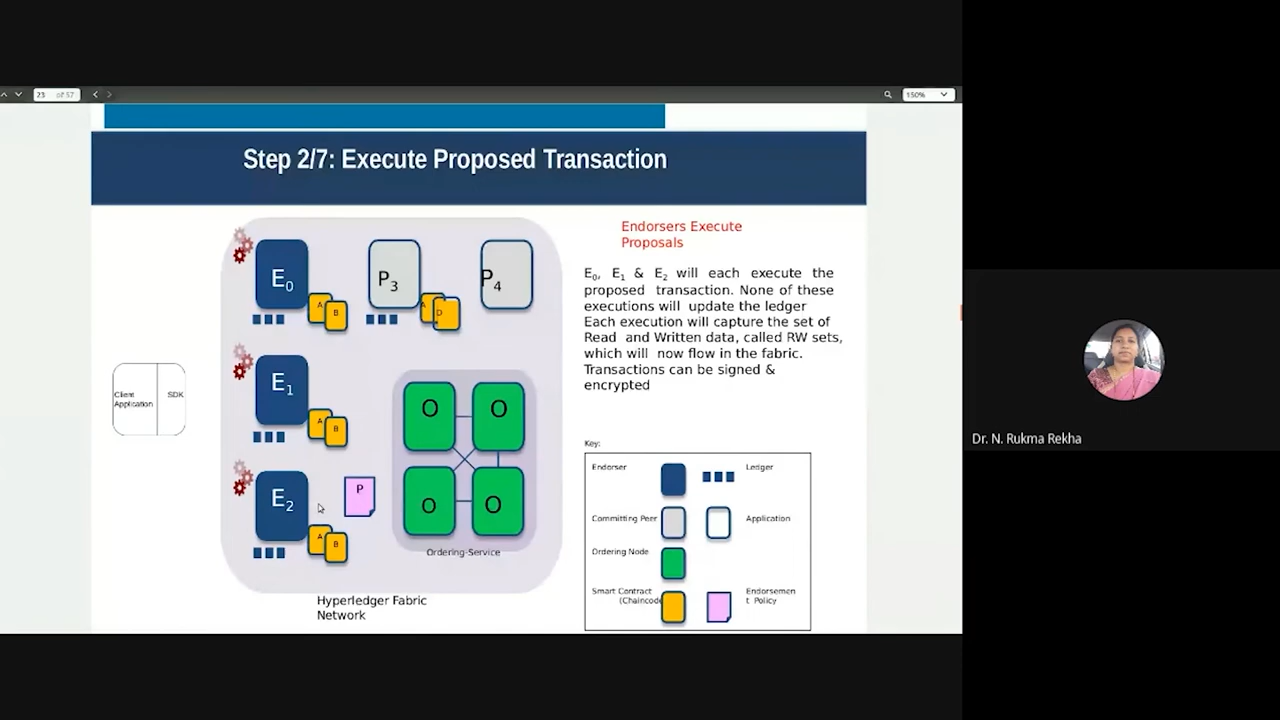 23 of 57
150%
Step 2/7: Execute Proposed Transaction
E0
P3
P4
A
B
A
D
E1
A
B
Client
Application
SDK
O
O
E2
P
O
O
A
B
Ordering-Service
Hyperledger Fabric
Network
Endorsers Execute
Proposals
E0, E1 & E2 will each execute the
proposed transaction. None of these
executions will update the ledger
Each execution will capture the set of
Read and Written data, called RW sets,
which will now flow in the fabric.
Transactions can be signed &
encrypted
Key:
Endorser
Ledger
Committing Peer
Application
Ordering Node
Smart Contract
(Chaincode
Endorsemen
t Policy
Dr. N. Rukma Rekha